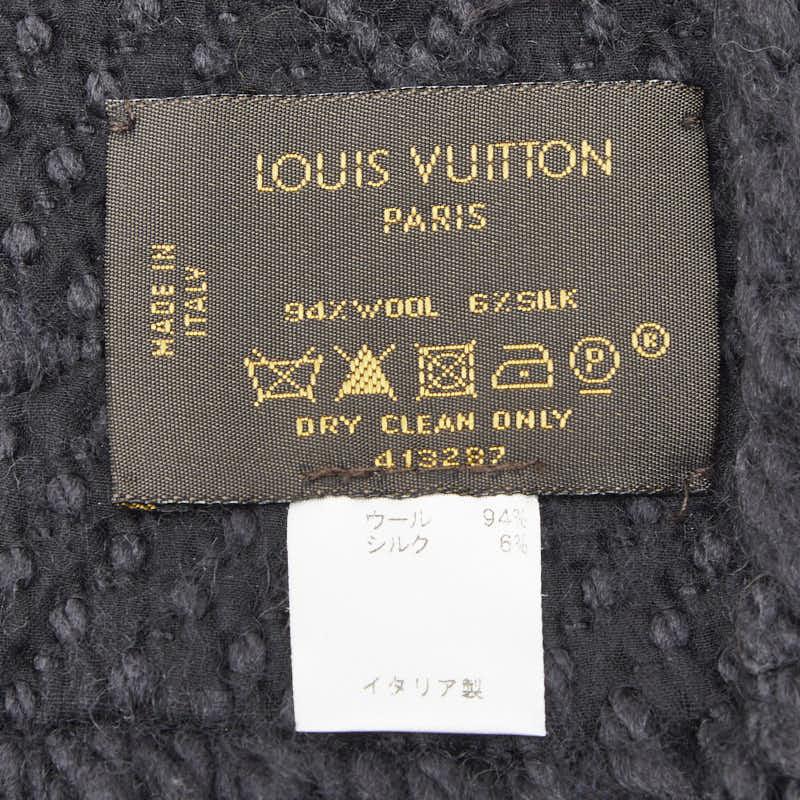 LOUIS VUITTON
PARIS
MADE IN
ITALY
94% WOOL 6% SILK
P
R
DRY CLEAN ONLY
413287
ウール 94%
シルク 6%
イタリア製